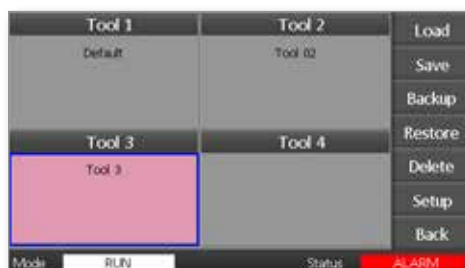 Tool 1
Tool 2
Default
Tool 02
Tool 3
Tool 4
Tool 3
Load
Save
Backup
Restore
Delete
Setup
Back
Mode RUN Status ALARM